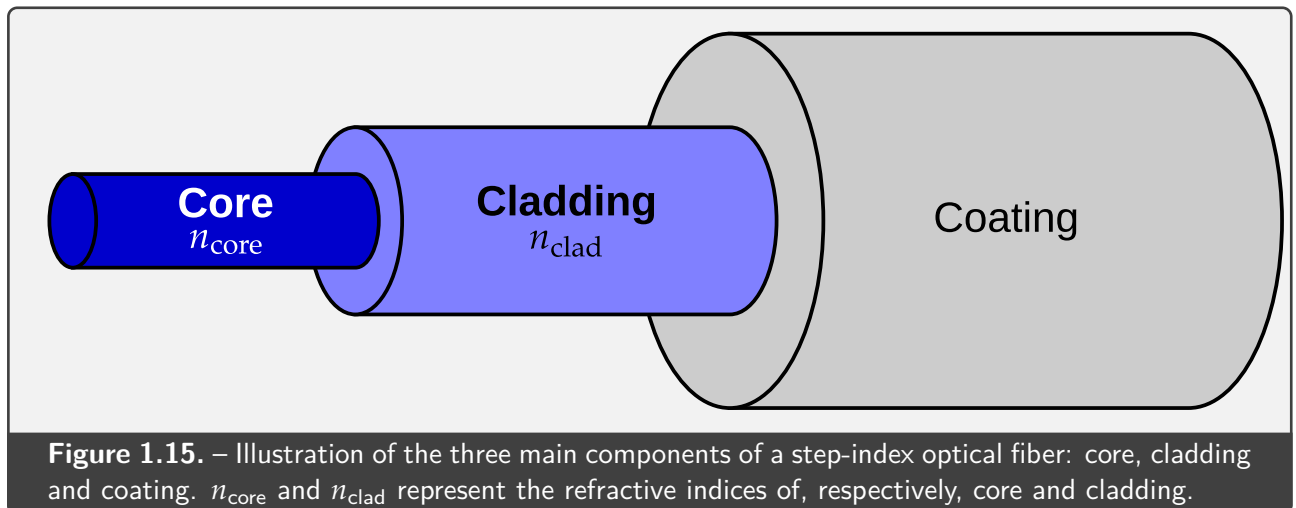 Core
n_core
Cladding
n_clad
Coating
Figure 1.15. – Illustration of the three main components of a step-index optical fiber: core, cladding
and coating. n_core and n_clad represent the refractive indices of, respectively, core and cladding.